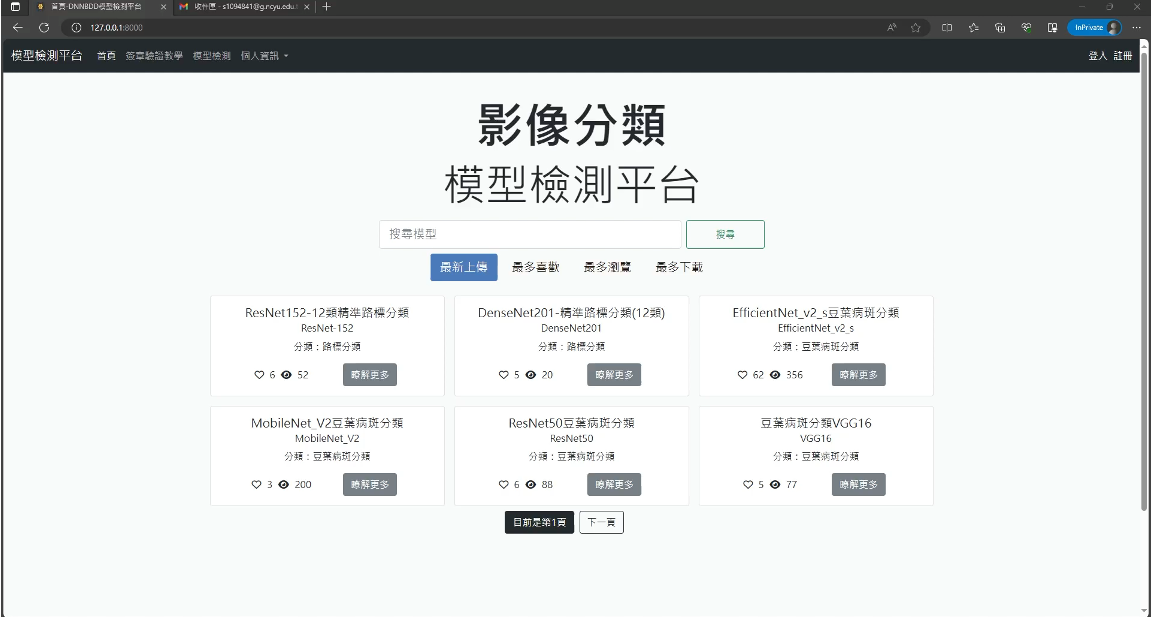 首頁-DNNBDD模型檢測平台
收件匣 - s1094841@g.ncyu.edu.t
127.0.0.1:8000
InPrivate
模型檢測平台 首頁 簽章驗證教學 模型檢測 個人資訊 登入 註冊
影像分類
模型檢測平台
搜尋模型 搜尋
最新上傳 最多喜歡 最多瀏覽 最多下載
ResNet152-12類精準路標分類
ResNet-152
分類：路標分類
6 52 瞭解更多
DenseNet201-精準路標分類(12類)
DenseNet201
分類：路標分類
5 20 瞭解更多
EfficientNet_v2_s豆葉病斑分類
EfficientNet_v2_s
分類：豆葉病斑分類
62 356 瞭解更多
MobileNet_V2豆葉病斑分類
MobileNet_V2
分類：豆葉病斑分類
3 200 瞭解更多
ResNet50豆葉病斑分類
ResNet50
分類：豆葉病斑分類
6 88 瞭解更多
豆葉病斑分類VGG16
VGG16
分類：豆葉病斑分類
5 77 瞭解更多
目前是第1頁 下一頁